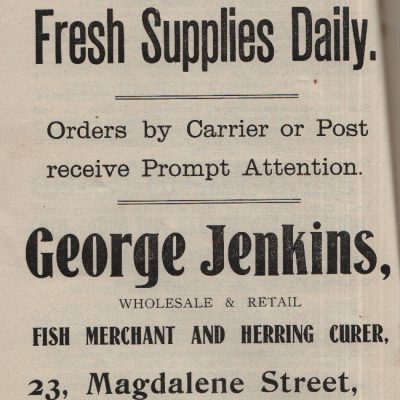 Fresh Supplies Daily.
Orders by Carrier or Post
receive Prompt Attention.
George Jenkins,
WHOLESALE & RETAIL
FISH MERCHANT AND HERRING CURER,
23, Magdalene Street,